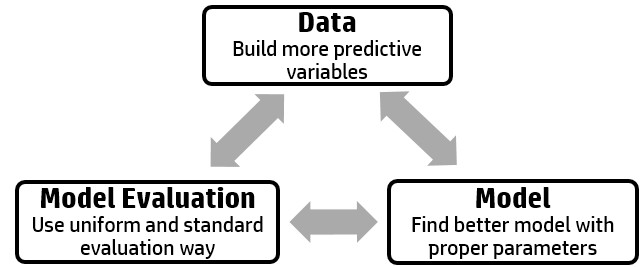 Data
Build more predictive
variables
Model Evaluation
Use uniform and standard
evaluation way
Model
Find better model with
proper parameters